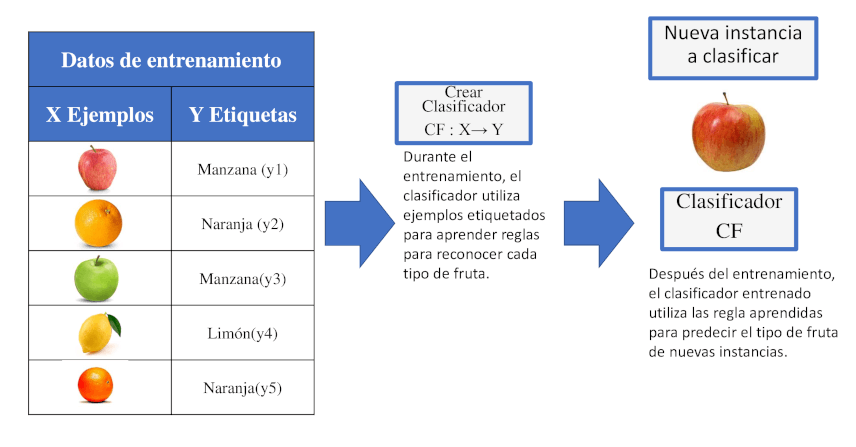 Datos de entrenamiento
X Ejemplos
Y Etiquetas
Manzana (y1)
Naranja (y2)
Manzana(y3)
Limón(y4)
Naranja(y5)
Crear
Clasificador
CF : X→ Y
Durante el
entrenamiento, el
clasificador utiliza
ejemplos etiquetados
para aprender reglas
para reconocer cada
tipo de fruta.
Nueva instancia
a clasificar
Clasificador
CF
Después del entrenamiento,
el clasificador entrenado
utiliza las regla aprendidas
para predecir el tipo de fruta
de nuevas instancias.